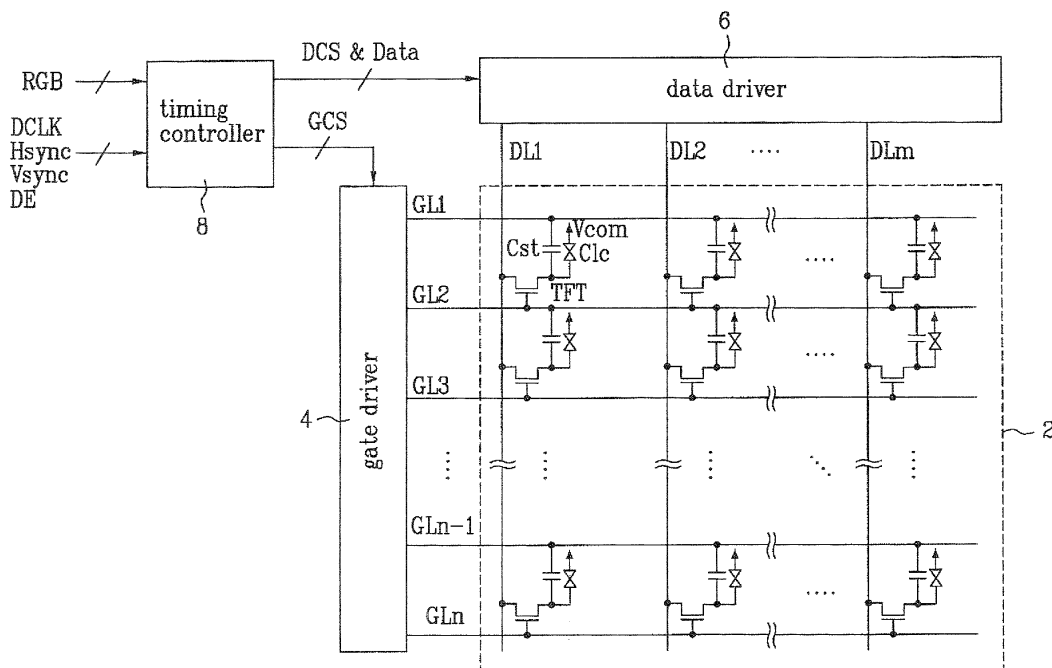 6
DCS & Data
RGB
timing
controller
data driver
DCLK
Hsync
Vsync
DE
GCS
8
DL1
DL2
....
DLm
GL1
Vcom
Cst
Clc
....
TFT
GL2
....
GL3
4
gate driver
2
GLn-1
....
GLn